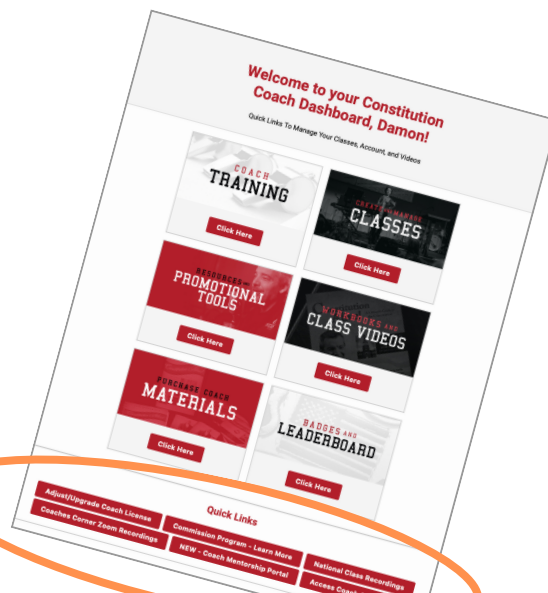 Welcome to your Constitution
Coach Dashboard, Damon!
Quick Links To Manage Your Classes, Account, and Videos
COACH
TRAINING
Click Here
CREATE AND MANAGE
CLASSES
Click Here
RESOURCES AND
PROMOTIONAL
TOOLS
Click Here
WORKBOOKS AND
CLASS VIDEOS
Click Here
PURCHASE COACH
MATERIALS
Click Here
BADGES AND
LEADERBOARD
Click Here
Quick Links
Adjust/Upgrade Coach License
Commission Program - Learn More
National Class Recordings
Coaches Corner Zoom Recordings
NEW - Coach Mentorship Portal
Access